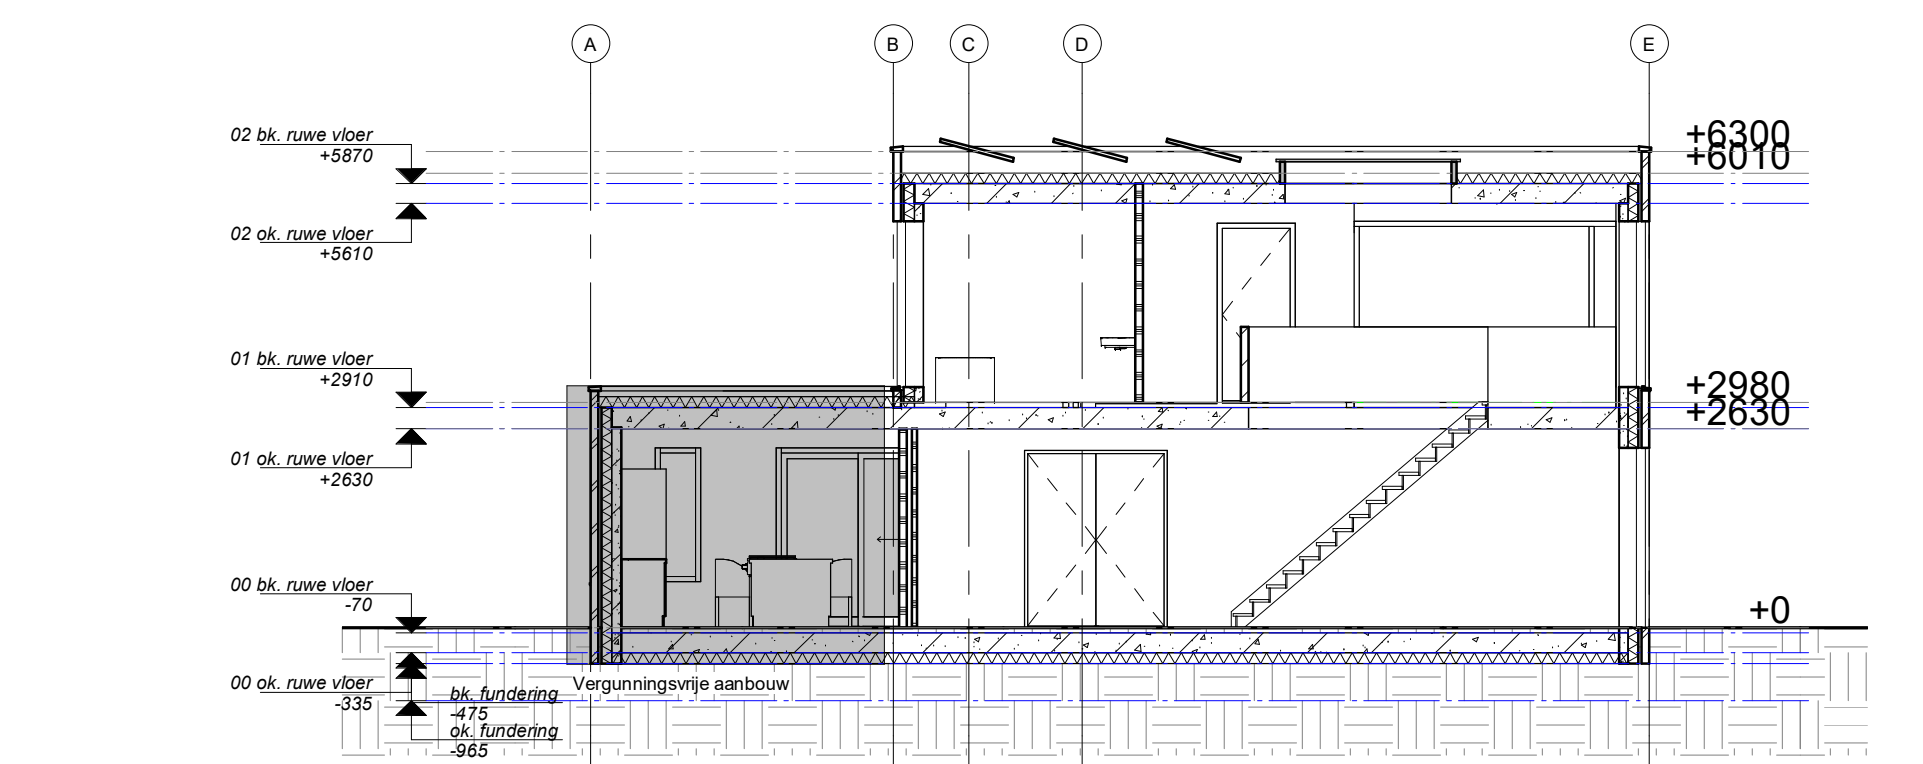 A B C D E
02 bk. ruwe vloer
+5870
+6300
+6010
02 ok. ruwe vloer
+5610
01 bk. ruwe vloer
+2910
+2980
+2630
01 ok. ruwe vloer
+2630
00 bk. ruwe vloer
-70
+0
00 ok. ruwe vloer
-335
bk. fundering
-475
ok. fundering
-965
Vergunningsvrije aanbouw